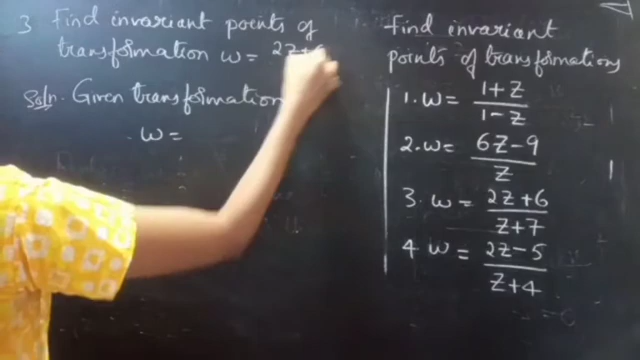 3 Find invariant points of
transformation w = 2z+6
Soln. Given transformation
w =
Find invariant
points of transformations
1. w = 1+z / 1-z
2. w = 6z-9 / z
3. w = 2z+6 / z+7
4 w = 2z-5 / z+4